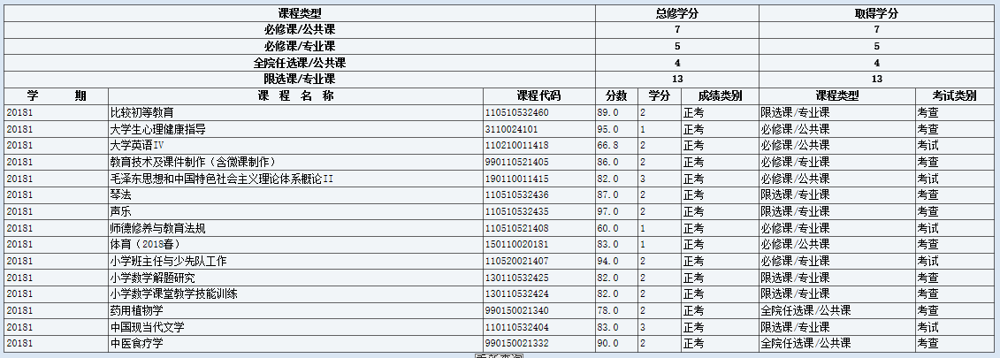 课程类型 总修学分 取得学分
必修课/公共课 7 7
必修课/专业课 5 5
全院任选课/公共课 4 4
限选课/专业课 13 13
学 期 课 程 名 称 课程代码 分数 学分 成绩类别 课程类型 考试类别
20181 比较初等教育 110510532460 89.0 2 正考 限选课/专业课 考查
20181 大学生心理健康指导 3110024101 95.0 1 正考 必修课/公共课 考查
20181 大学英语IV 110210011418 66.8 2 正考 必修课/公共课 考试
20181 教育技术及课件制作（含微课制作） 990110521405 86.0 2 正考 必修课/专业课 考查
20181 毛泽东思想和中国特色社会主义理论体系概论II 190110011415 82.0 3 正考 必修课/公共课 考试
20181 琴法 110510532436 87.0 2 正考 限选课/专业课 考查
20181 声乐 110510532435 97.0 2 正考 限选课/专业课 考查
20181 师德修养与教育法规 110510521408 60.0 1 正考 必修课/专业课 考试
20181 体育（2018春） 150110020181 83.0 1 正考 必修课/公共课 考查
20181 小学班主任与少先队工作 110520021407 94.0 2 正考 必修课/专业课 考试
20181 小学数学解题研究 130110532425 82.0 2 正考 限选课/专业课 考查
20181 小学数学课堂教学技能训练 130110532424 82.0 2 正考 限选课/专业课 考查
20181 药用植物学 990150021340 78.0 2 正考 全院任选课/公共课 考查
20181 中国现当代文学 110110532404 83.0 3 正考 限选课/专业课 考试
20181 中医食疗学 990150021332 90.0 2 正考 全院任选课/公共课 考查